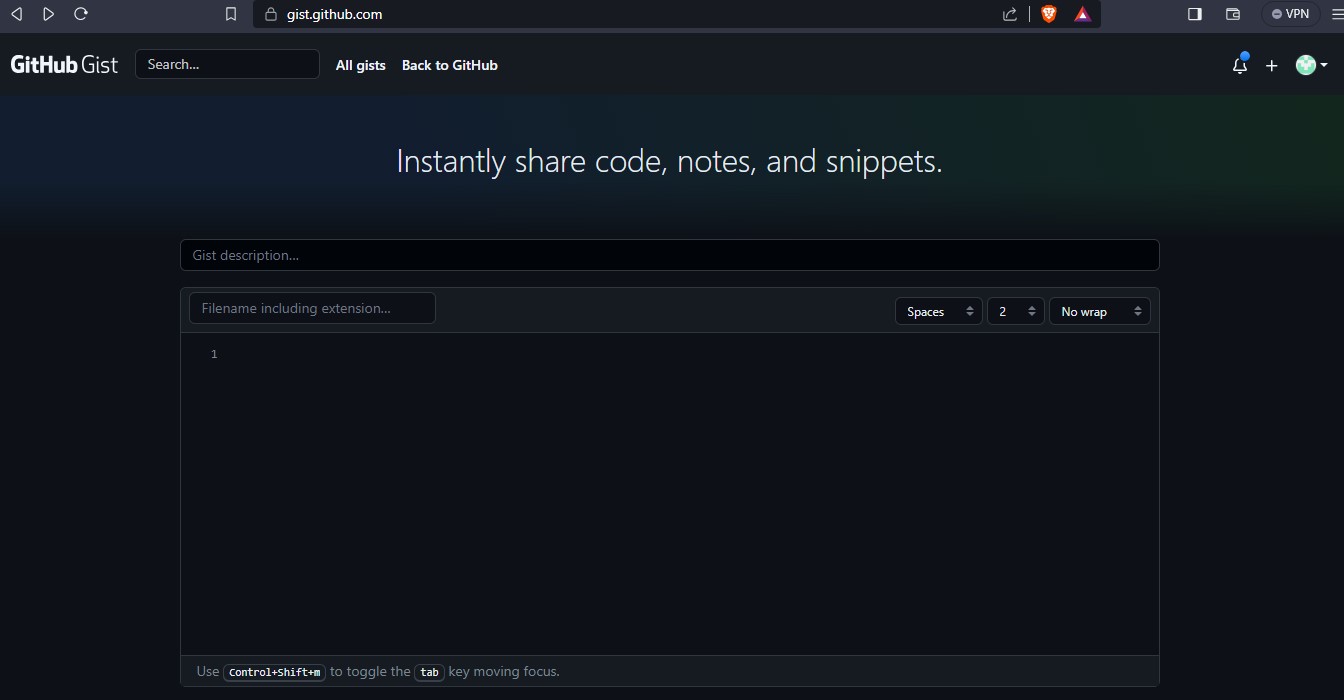 gist.github.com
VPN
GitHub Gist Search... All gists Back to GitHub
Instantly share code, notes, and snippets.
Gist description...
Filename including extension... Spaces 2 No wrap
1
Use Control+Shift+m to toggle the tab key moving focus.